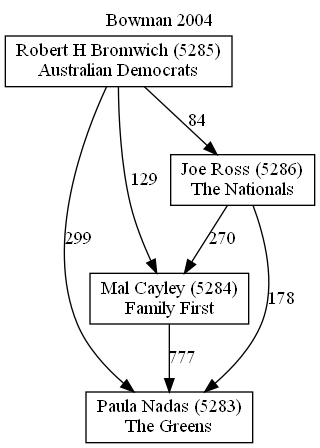 Bowman 2004
Robert H Bromwich (5285)
Australian Democrats
84
Joe Ross (5286)
The Nationals
129
299
270
178
Mal Cayley (5284)
Family First
777
Paula Nadas (5283)
The Greens